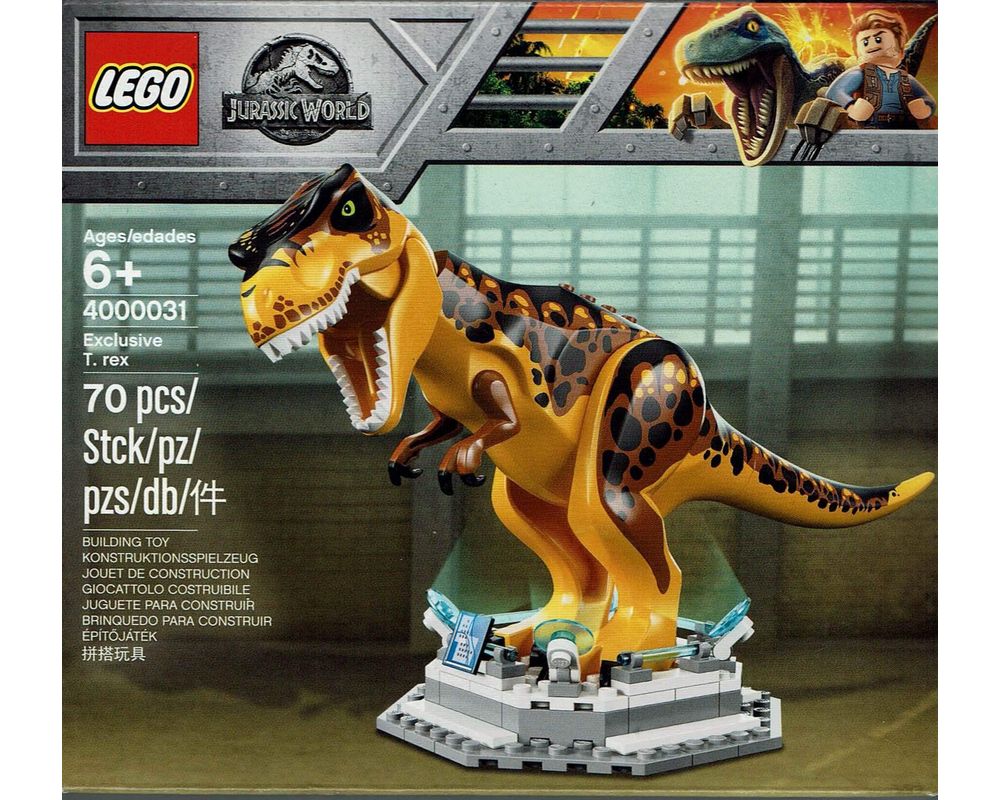 LEGO
JURASSIC WORLD
Ages/edades
6+
4000031
Exclusive
T. rex
70 pcs/
Stck/pz/
pzs/db/件
BUILDING TOY
KONSTRUKTIONSSPIELZEUG
JOUET DE CONSTRUCTION
GIOCATTOLO COSTRUIBILE
JUGUETE PARA CONSTRUIR
BRINQUEDO PARA CONSTRUIR
ÉPÍTŐJÁTÉK
拼搭玩具